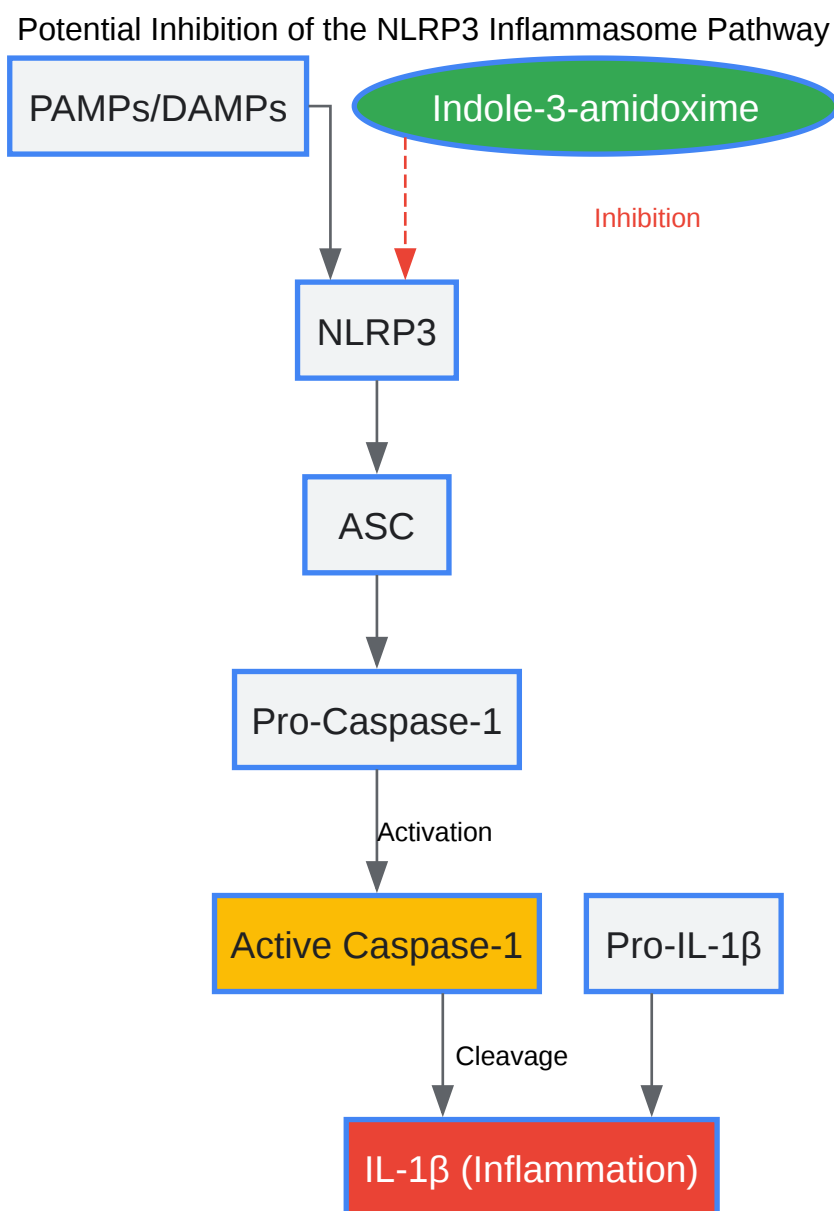 Potential Inhibition of the NLRP3 Inflammasome Pathway
PAMPs/DAMPs
Indole-3-amidoxime
Inhibition
NLRP3
ASC
Pro-Caspase-1
Activation
Active Caspase-1
Pro-IL-1β
Cleavage
IL-1β (Inflammation)